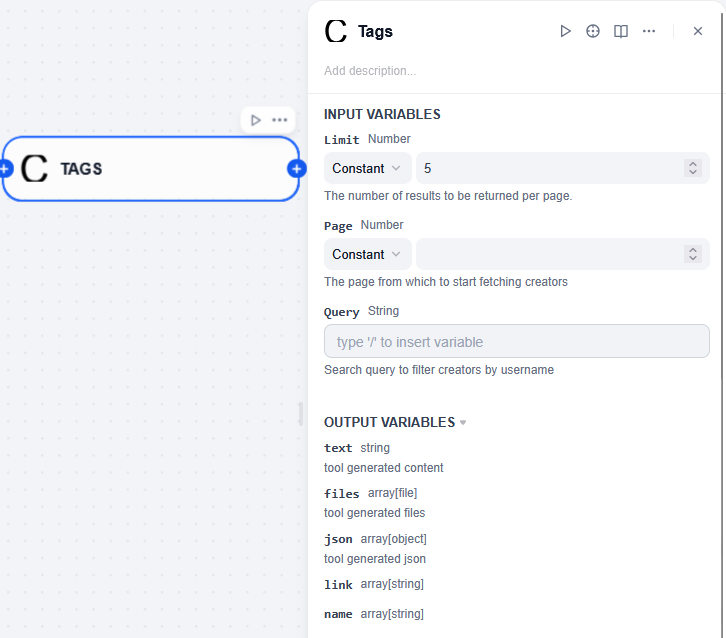 C Tags
Add description...
TAGS
INPUT VARIABLES
Limit Number
Constant 5
The number of results to be returned per page.
Page Number
Constant
The page from which to start fetching creators
Query String
type '/' to insert variable
Search query to filter creators by username
OUTPUT VARIABLES
text string
tool generated content
files array[file]
tool generated files
json array[object]
tool generated json
link array[string]
name array[string]